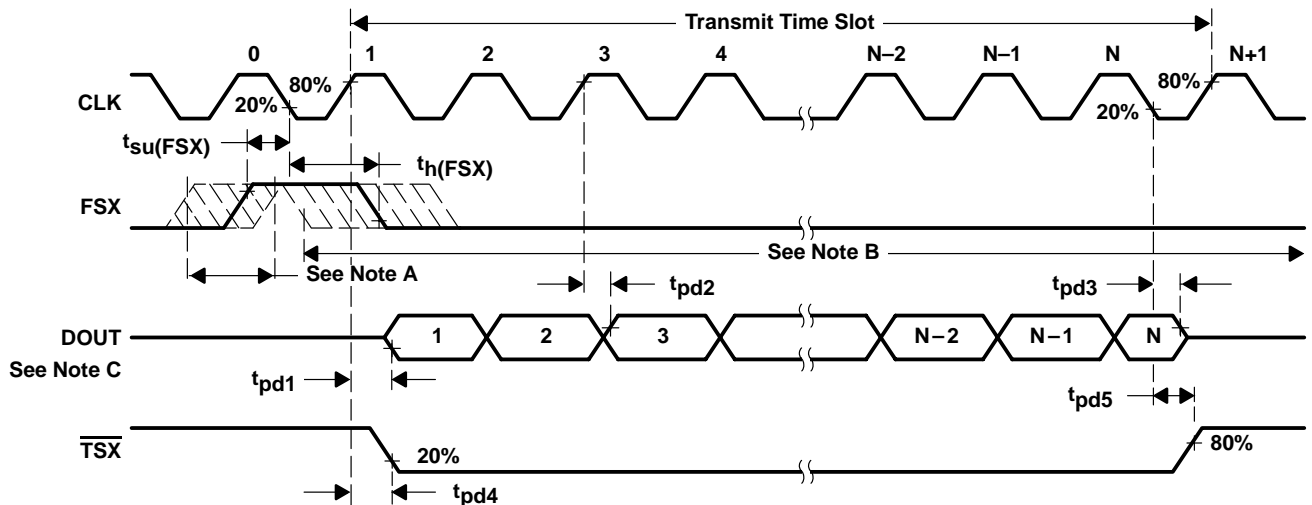 Transmit Time Slot
0 1 2 3 4 N–2 N–1 N N+1
CLK
80%
20%
80%
20%
tsu(FSX)
th(FSX)
FSX
See Note A
See Note B
tpd2
tpd3
DOUT
1 2 3 N–2 N–1 N
See Note C
tpd1
tpd5
TSX
20%
80%
tpd4